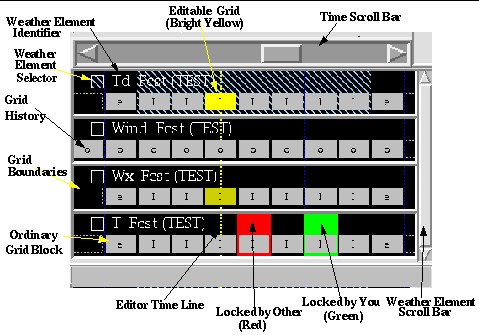 Editable Grid
(Bright Yellow)
Weather Element
Identifier
Time Scroll Bar
Weather
Element
Selector
Td Fcst (TEST)
Grid
History
Wind Fcst (TEST)
o o o o o o o o o
Grid
Boundaries
Wx Fcst (TEST)
T Fcst (TEST)
Ordinary
Grid Block
Editor Time Line
Locked by Other
(Red)
Locked by You
(Green)
Weather Element
Scroll Bar